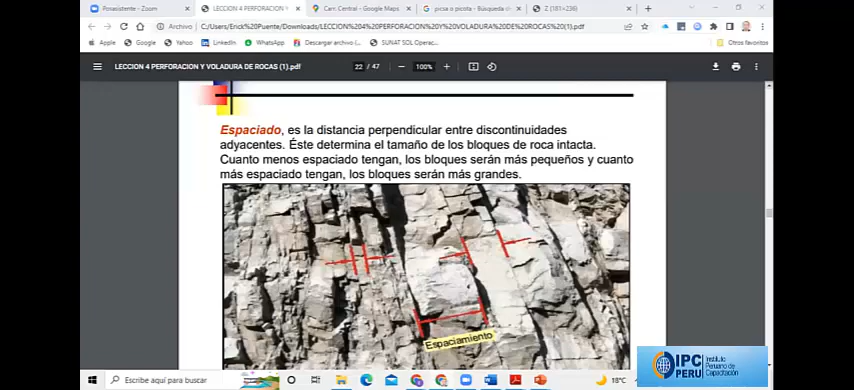 Posasistente - Zoom
LECCION 4 PERFORACION Y V
Carr. Central - Google Maps
picsa o picota - Búsqueda de
Z (181×236)
Archivo
C:/Users/Erick%20Puente/Downloads/LECCION%204%20PERFORACION%20Y%20VOLADURA%20DE%20ROCAS%20(1).pdf
Apple
Google
Yahoo
LinkedIn
WhatsApp
Descargar archivo (...
SUNAT SOL Operac...
Otros favoritos
LECCION 4 PERFORACION Y VOLADURA DE ROCAS (1).pdf
22 / 47
100%
Espaciado, es la distancia perpendicular entre discontinuidades
adyacentes. Éste determina el tamaño de los bloques de roca intacta.
Cuanto menos espaciado tengan, los bloques serán más pequeños y cuanto
más espaciado tengan, los bloques serán más grandes.
Espaciamiento
IPC
PERÚ
Instituto
Peruano de
Capacitación
Escribe aquí para buscar
18°C